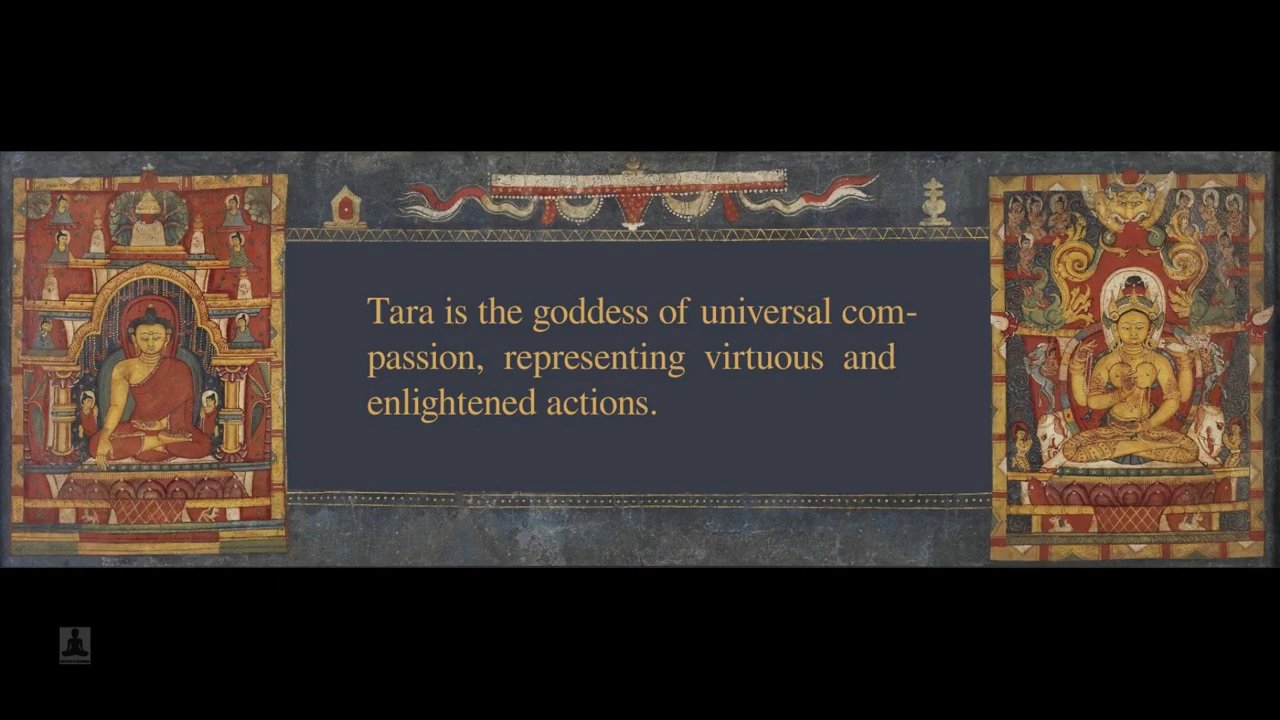 Tara is the goddess of universal com-
passion, representing virtuous and
enlightened actions.